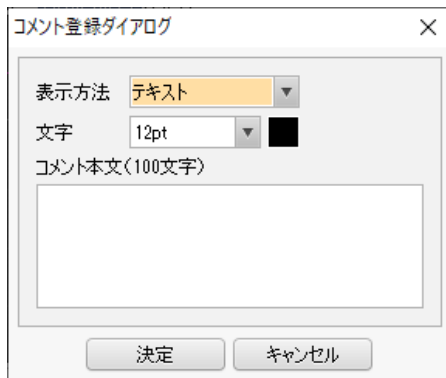 コメント登録ダイアログ
表示方法 テキスト
文字 12pt
コメント本文(100文字)
決定 キャンセル